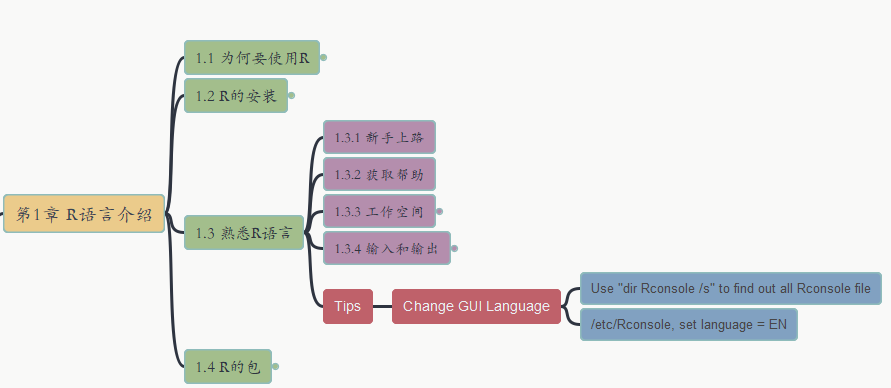 第1章 R语言介绍
1.1 为何要使用R
1.2 R的安装
1.3 熟悉R语言
1.3.1 新手上路
1.3.2 获取帮助
1.3.3 工作空间
1.3.4 输入和输出
Tips
Change GUI Language
Use "dir Rconsole /s" to find out all Rconsole file
/etc/Rconsole, set language = EN
1.4 R的包